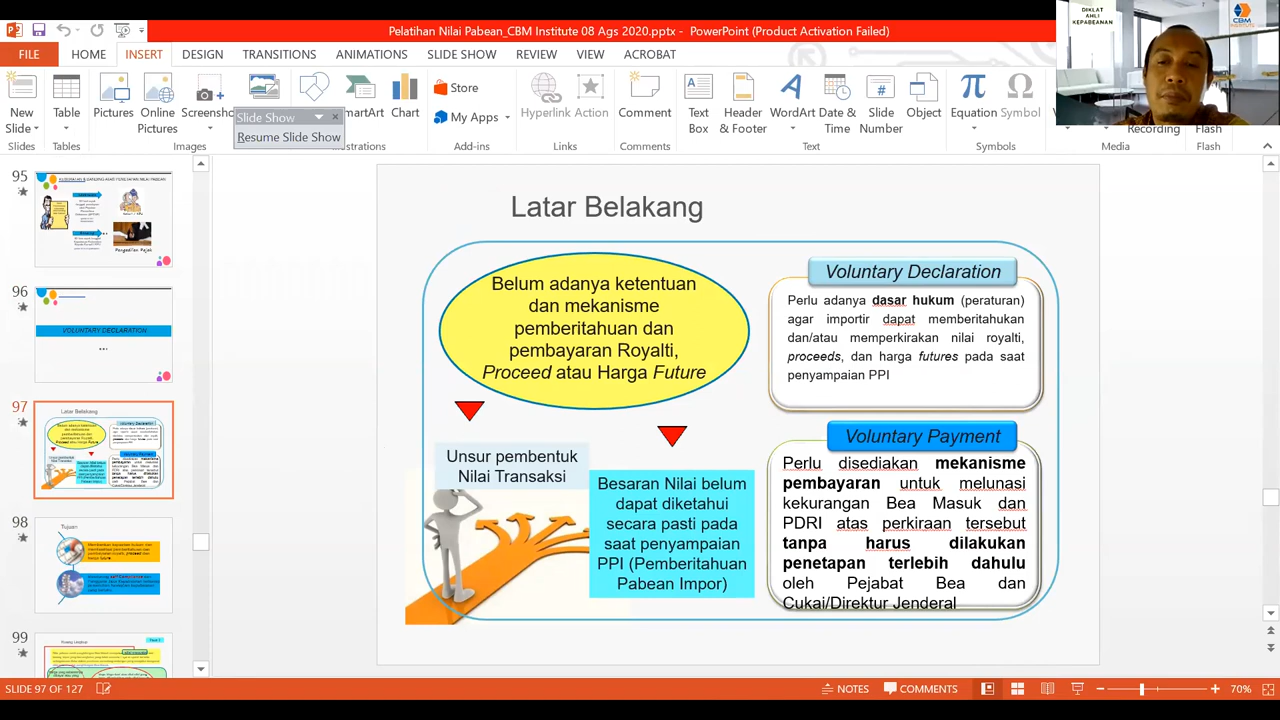 Pelatihan Nilai Pabean_CBM Institute 08 Ags 2020.pptx - PowerPoint (Product Activation Failed)
DIKLAT
AHLI
KEPABEANAN
CBM
FILE HOME INSERT DESIGN TRANSITIONS ANIMATIONS SLIDE SHOW REVIEW VIEW ACROBAT
New
Slide
Table
Pictures
Online
Pictures
Screensho
Slide Show
Resume Slide Show
martArt
Chart
Store
My Apps
Hyperlink
Action
Comment
Text
Box
Header
& Footer
WordArt
Date &
Time
Slide
Number
Object
Equation
Symbol
Recording
Flash
Slides Tables Images llustrations Add-ins Links Comments Text Symbols Media Flash
95
96
VOLUNTARY DECLARATION
97
Latar Belakang
98
Tujuan
99
Latar Belakang
Belum adanya ketentuan
dan mekanisme
pemberitahuan dan
pembayaran Royalti,
Proceed atau Harga Future
Unsur pembentuk
Nilai Transaksi
Besaran Nilai belum
dapat diketahui
secara pasti pada
saat penyampaian
PPI (Pemberitahuan
Pabean Impor)
Voluntary Declaration
Perlu adanya dasar hukum (peraturan)
agar importir dapat memberitahukan
dan/atau memperkirakan nilai royalti,
proceeds, dan harga futures pada saat
penyampaian PPI
Voluntary Payment
Perlu disediakan mekanisme
pembayaran untuk melunasi
kekurangan Bea Masuk dan
PDRI atas perkiraan tersebut
tanpa harus dilakukan
penetapan terlebih dahulu
oleh Pejabat Bea dan
Cukai/Direktur Jenderal
SLIDE 97 OF 127
NOTES
COMMENTS
70%